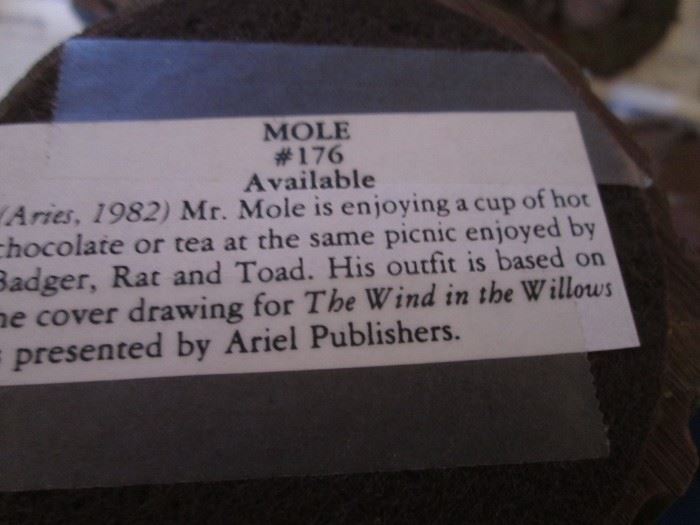 MOLE
#176
Available
(Aries, 1982) Mr. Mole is enjoying a cup of hot
chocolate or tea at the same picnic enjoyed by
Badger, Rat and Toad. His outfit is based on
he cover drawing for The Wind in the Willows
presented by Ariel Publishers.